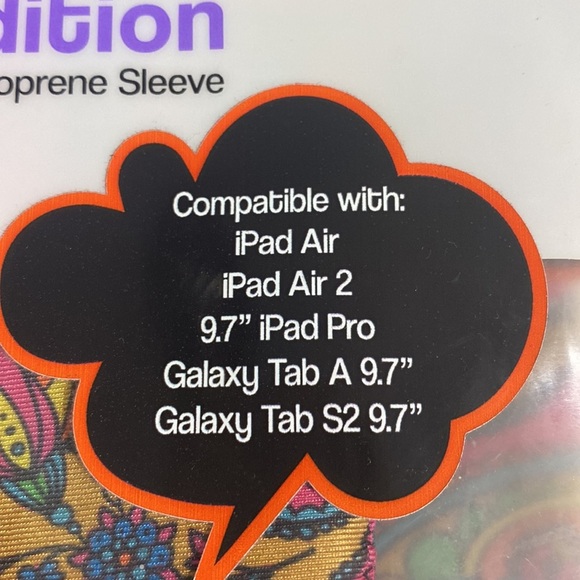 dition
oprene Sleeve
Compatible with:
iPad Air
iPad Air 2
9.7” iPad Pro
Galaxy Tab A 9.7”
Galaxy Tab S2 9.7”